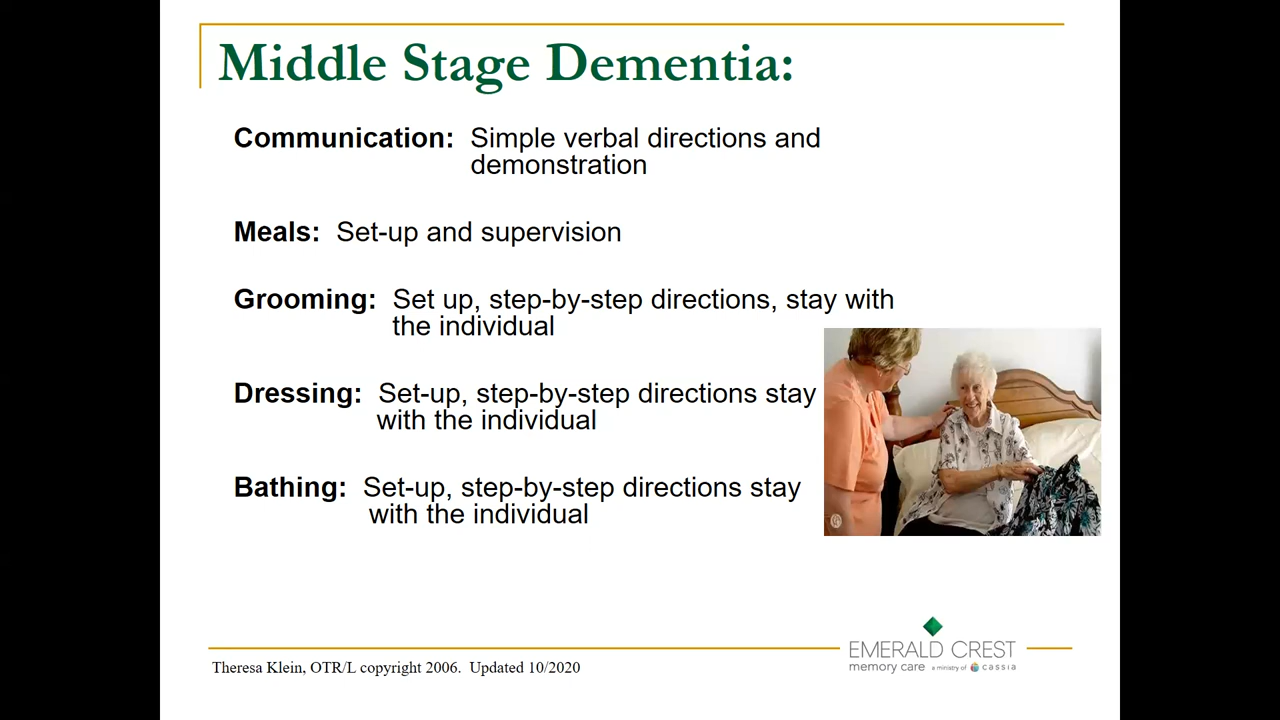 Middle Stage Dementia:
Communication: Simple verbal directions and
demonstration
Meals: Set-up and supervision
Grooming: Set up, step-by-step directions, stay with
the individual
Dressing: Set-up, step-by-step directions stay
with the individual
Bathing: Set-up, step-by-step directions stay
with the individual
Theresa Klein, OTR/L copyright 2006. Updated 10/2020
EMERALD CREST
memory care a ministry of cassia